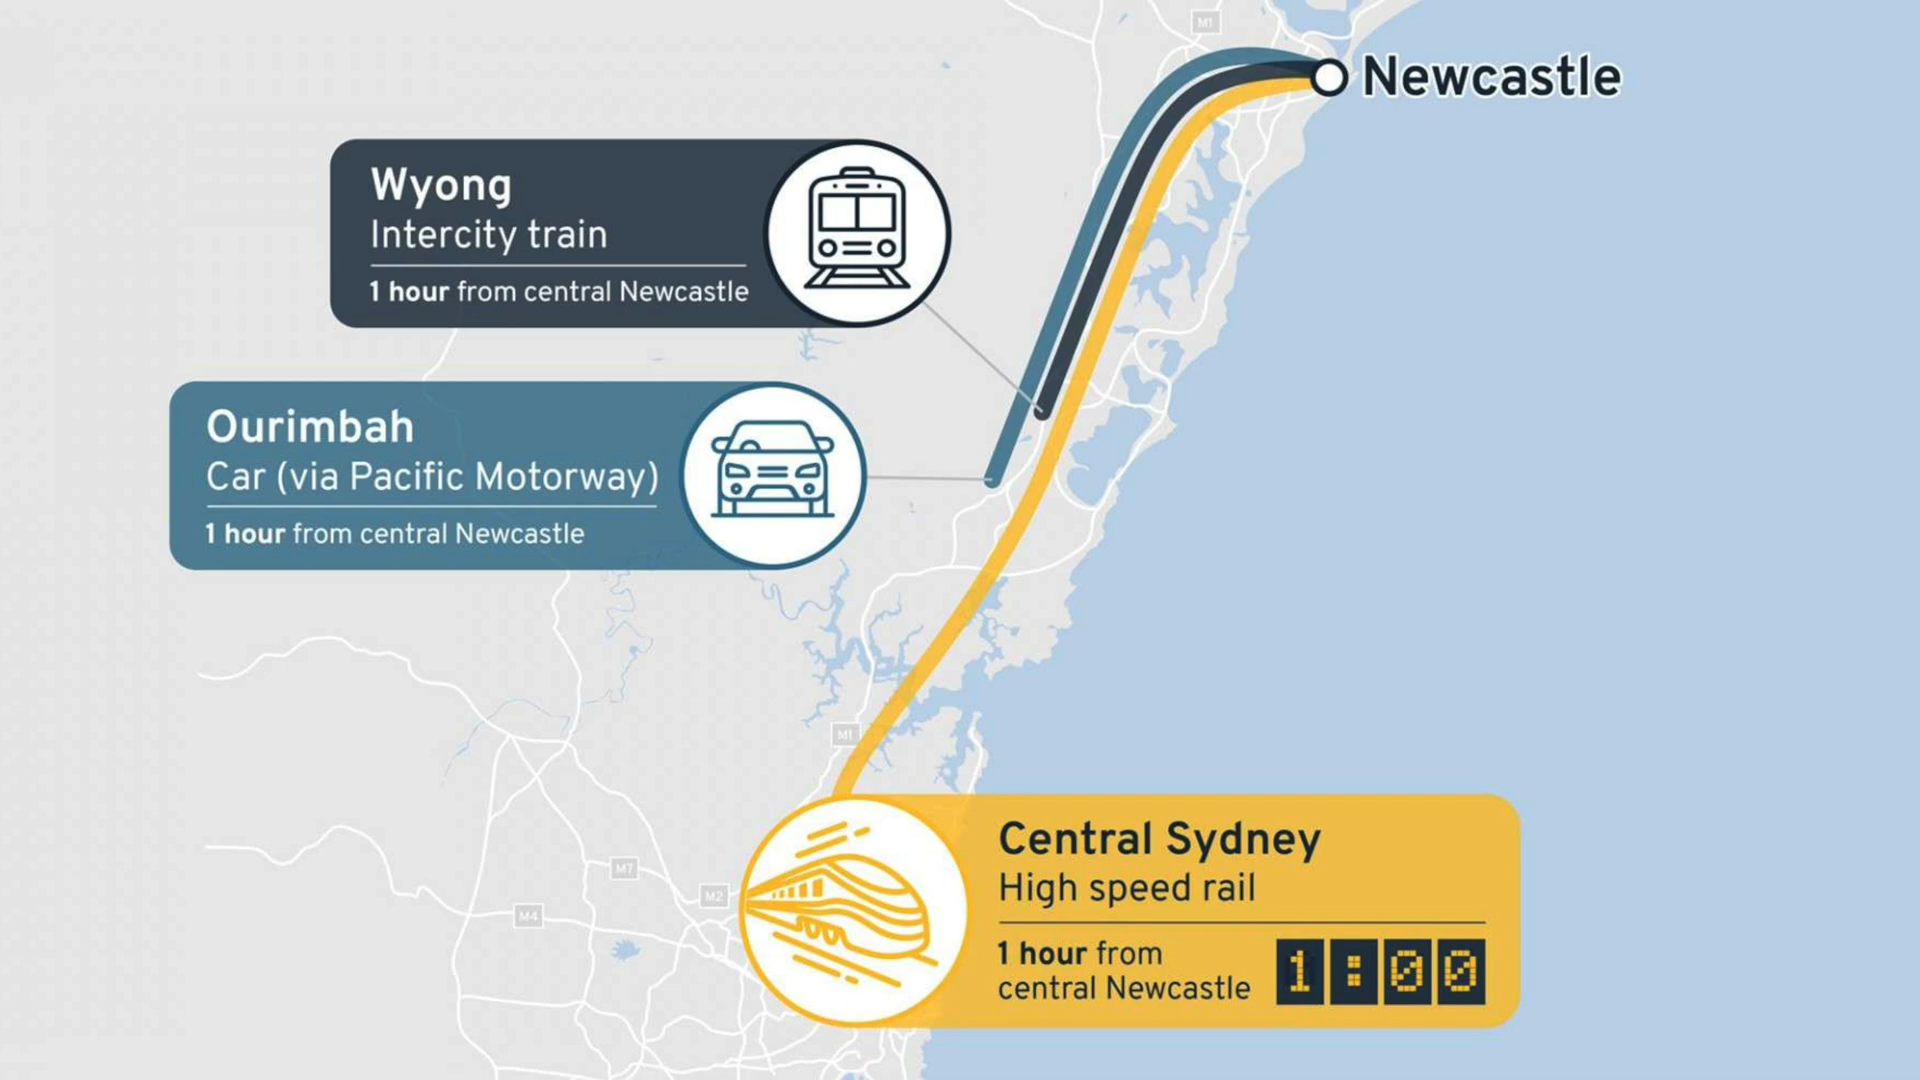 M1
Newcastle
Wyong
Intercity train
1 hour from central Newcastle
Ourimbah
Car (via Pacific Motorway)
1 hour from central Newcastle
M1
M7
M2
M4
Central Sydney
High speed rail
1 hour from
central Newcastle
1:00